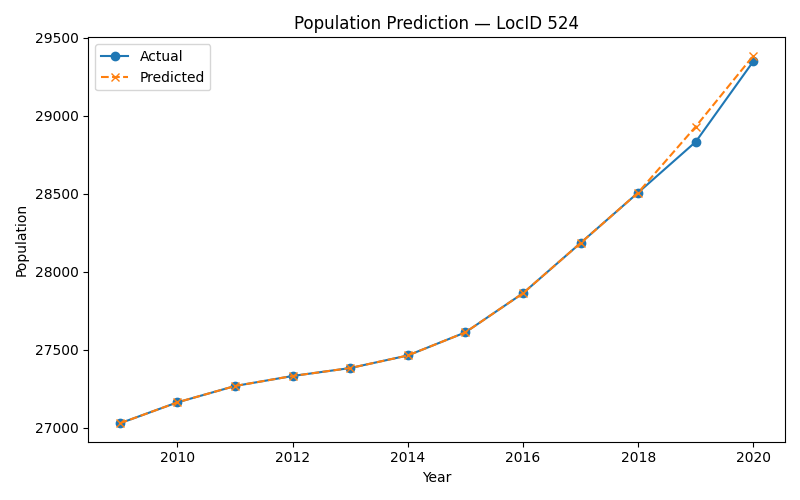 Population Prediction — LocID 524
Actual
Predicted
29500
29000
28500
28000
27500
27000
Population
2010 2012 2014 2016 2018 2020
Year